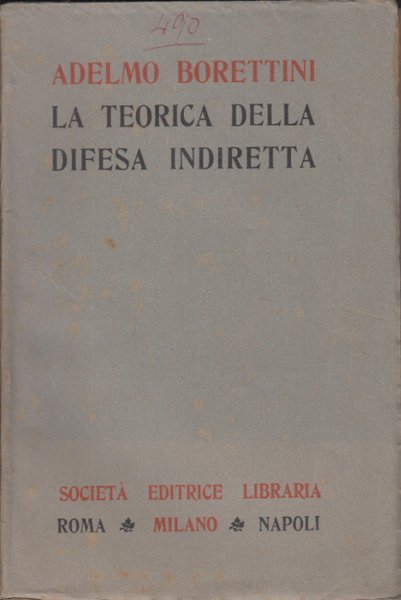 490
ADELMO BORETTINI
LA TEORICA DELLA
DIFESA INDIRETTA
SOCIETÀ EDITRICE LIBRARIA
ROMA ❧ MILANO ❧ NAPOLI